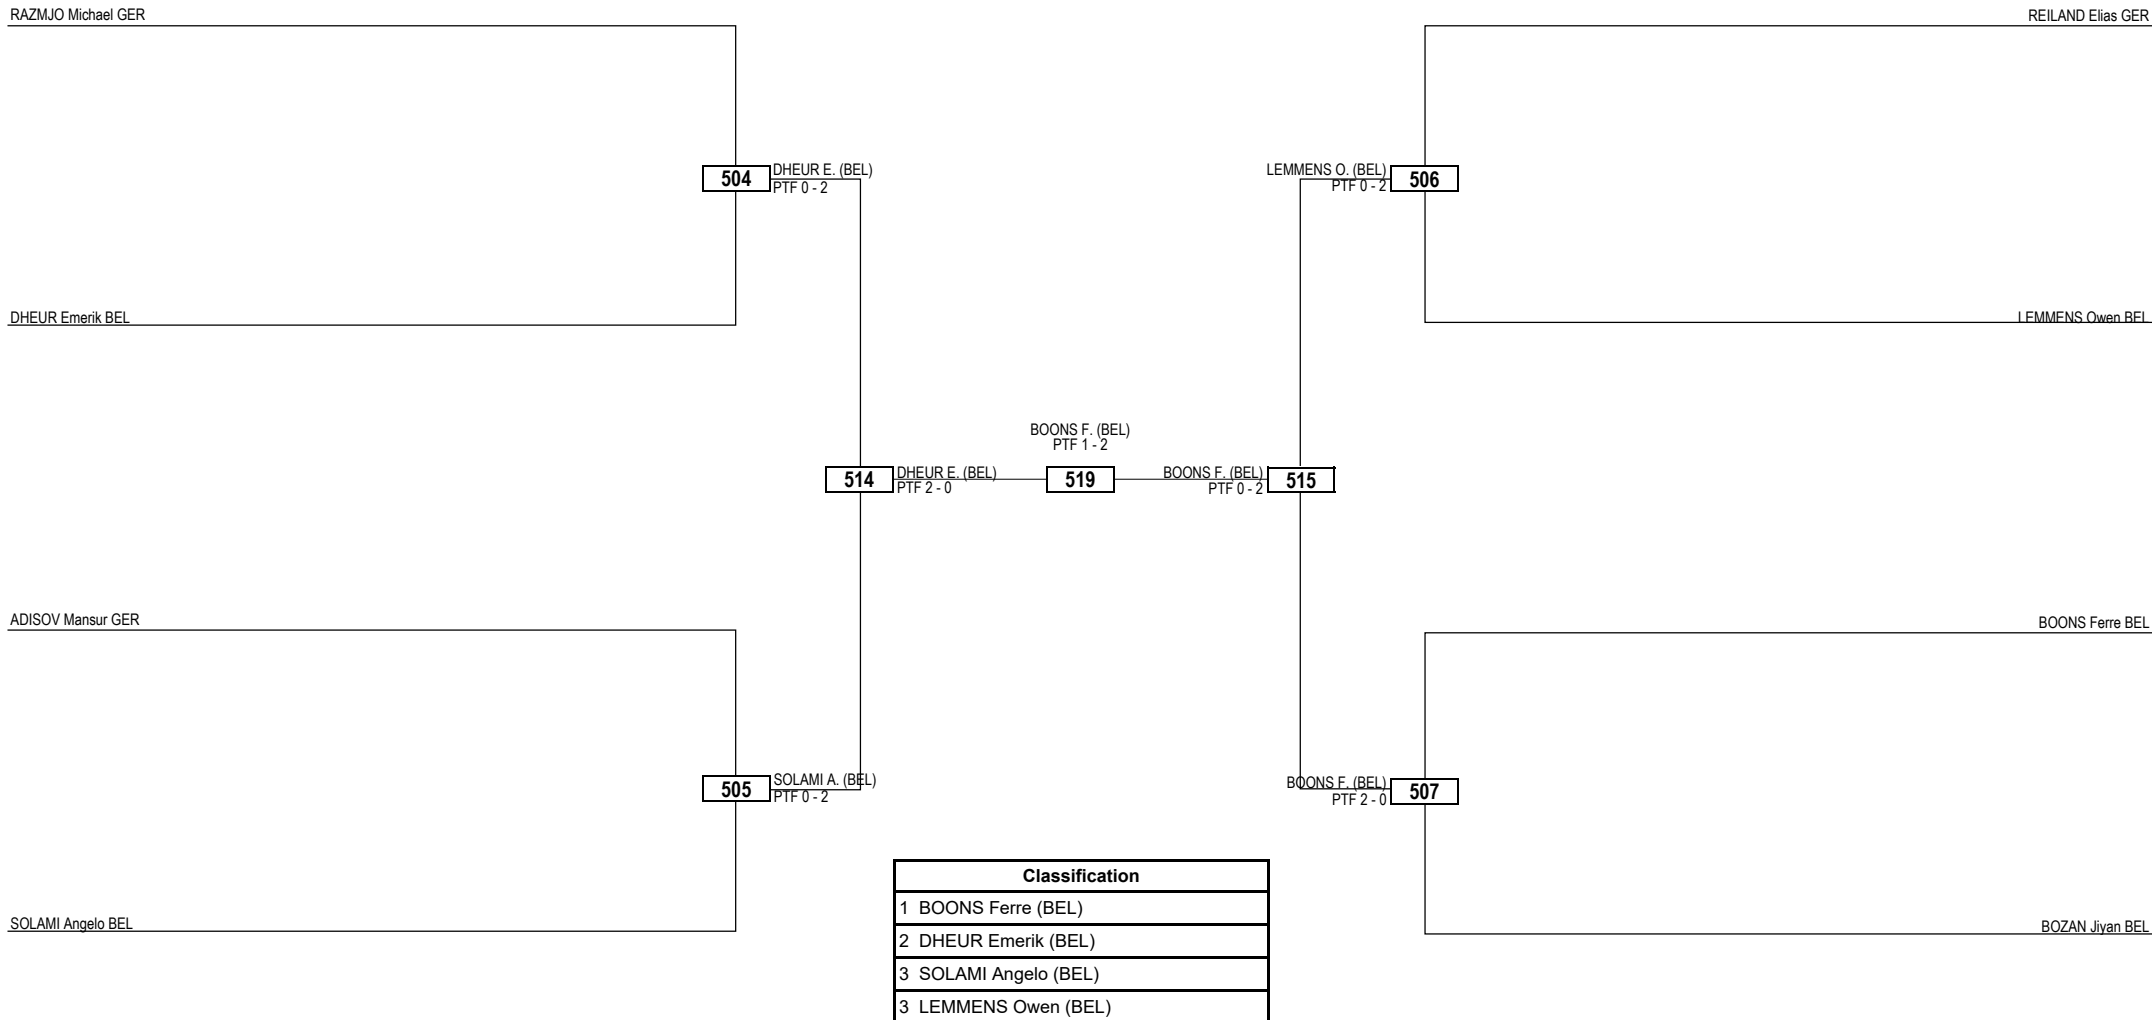 RAZMJO Michael GER
REILAND Elias GER
DHEUR E. (BEL)
504
PTF 0 - 2
LEMMENS O. (BEL)
506
PTF 0 - 2
DHEUR Emerik BEL
LEMMENS Owen BEL
BOONS F. (BEL)
PTF 1 - 2
514
DHEUR E. (BEL)
PTF 2 - 0
519
BOONS F. (BEL)
PTF 0 - 2
515
ADISOV Mansur GER
BOONS Ferre BEL
505
SOLAMI A. (BEL)
PTF 0 - 2
BOONS F. (BEL)
PTF 2 - 0
507
SOLAMI Angelo BEL
BOZAN Jiyan BEL
Classification
1 BOONS Ferre (BEL)
2 DHEUR Emerik (BEL)
3 SOLAMI Angelo (BEL)
3 LEMMENS Owen (BEL)